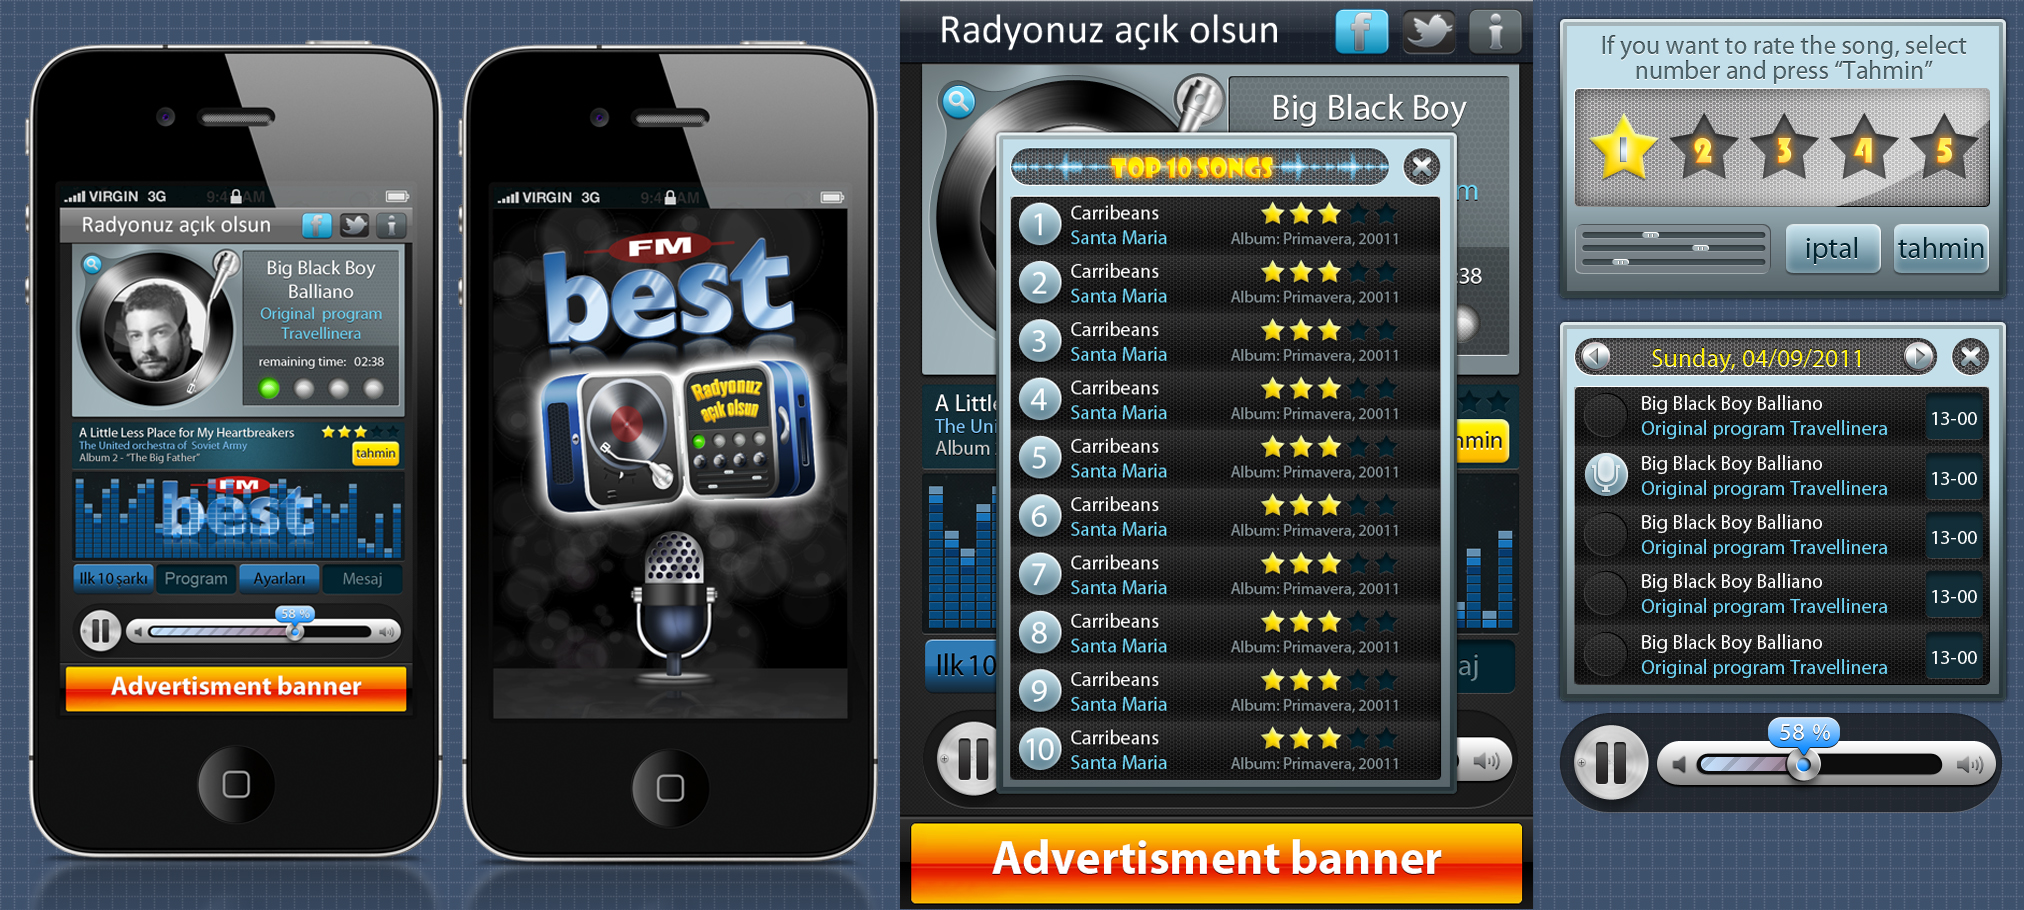 VIRGIN 3G 9:4 AM
Radyonuz açık olsun
Big Black Boy
Balliano
Original program
Travellinera
remaining time: 02:38
A Little Less Place for My Heartbreakers
The United orchestra of Soviet Army
Album 2 - "The Big Father"
tahmin
FM
best
Ilk 10 şarkı
Program
Ayarları
Mesaj
58 %
Advertisment banner
VIRGIN 3G 9:4 AM
FM
best
Radyonuz
açık olsun
Radyonuz açık olsun
Big Black Boy
m
:38
A Littl
The Uni
Album
hmin
Ilk 10
aj
TOP 10 SONGS
1 Carribeans
Santa Maria Album: Primavera, 20011
2 Carribeans
Santa Maria Album: Primavera, 20011
3 Carribeans
Santa Maria Album: Primavera, 20011
4 Carribeans
Santa Maria Album: Primavera, 20011
5 Carribeans
Santa Maria Album: Primavera, 20011
6 Carribeans
Santa Maria Album: Primavera, 20011
7 Carribeans
Santa Maria Album: Primavera, 20011
8 Carribeans
Santa Maria Album: Primavera, 20011
9 Carribeans
Santa Maria Album: Primavera, 20011
10 Carribeans
Santa Maria Album: Primavera, 20011
Advertisment banner
If you want to rate the song, select
number and press “Tahmin”
1 2 3 4 5
iptal tahmin
Sunday, 04/09/2011
Big Black Boy Balliano
Original program Travellinera 13-00
Big Black Boy Balliano
Original program Travellinera 13-00
Big Black Boy Balliano
Original program Travellinera 13-00
Big Black Boy Balliano
Original program Travellinera 13-00
Big Black Boy Balliano
Original program Travellinera 13-00
58 %